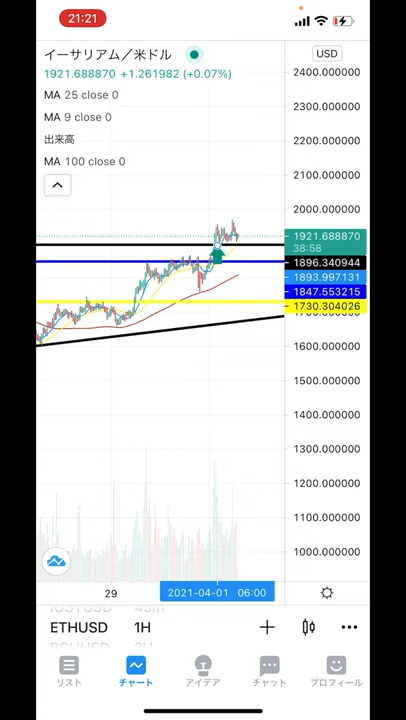 21:21
イーサリアム／米ドル
USD
1921.688870 +1.261982 (+0.07%)
MA 25 close 0
MA 9 close 0
出来高
MA 100 close 0
2400.000000
2300.000000
2200.000000
2100.000000
2000.000000
1921.688870
38:58
1896.340944
1893.997131
1847.553215
1730.304026
1600.000000
1500.000000
1400.000000
1300.000000
1200.000000
1100.000000
1000.000000
29
2021-04-01 06:00
ETHUSD 1H
リスト
チャート
アイデア
チャット
プロフィール